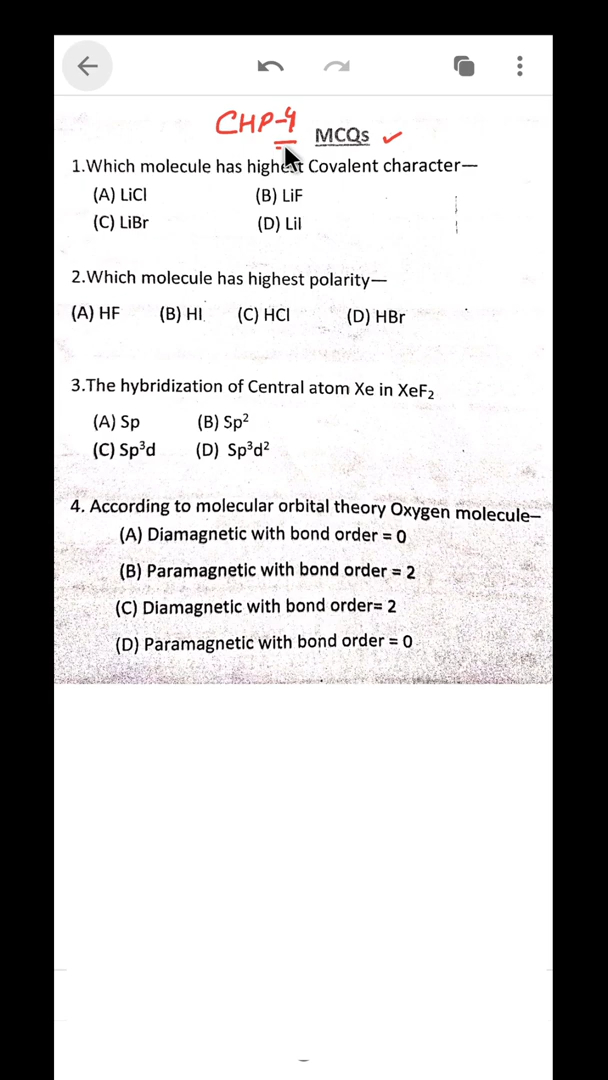 CHP-4 MCQs
1.Which molecule has highest Covalent character—
(A) LiCl (B) LiF
(C) LiBr (D) LiI
2.Which molecule has highest polarity—
(A) HF (B) HI (C) HCl (D) HBr
3.The hybridization of Central atom Xe in XeF₂
(A) Sp (B) Sp²
(C) Sp³d (D) Sp³d²
4. According to molecular orbital theory Oxygen molecule–
(A) Diamagnetic with bond order = 0
(B) Paramagnetic with bond order = 2
(C) Diamagnetic with bond order= 2
(D) Paramagnetic with bond order = 0